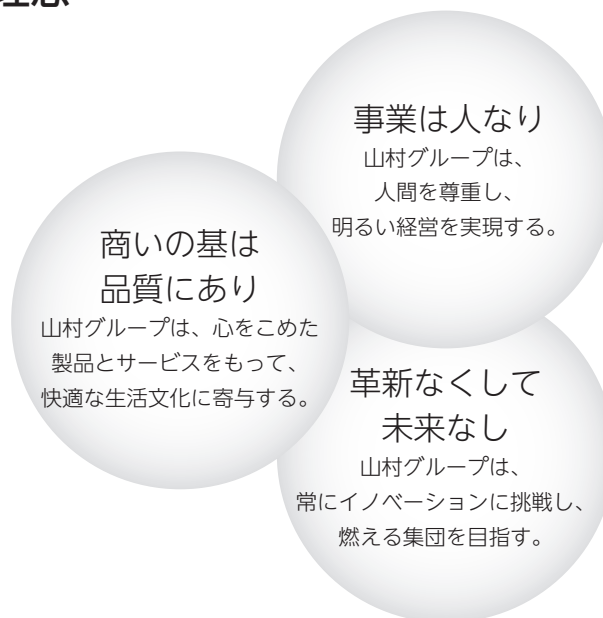 理念
事業は人なり
山村グループは、
人間を尊重し、
明るい経営を実現する。
商いの基は
品質にあり
山村グループは、心をこめた
製品とサービスをもって、
快適な生活文化に寄与する。
革新なくして
未来なし
山村グループは、
常にイノベーションに挑戦し、
燃える集団を目指す。